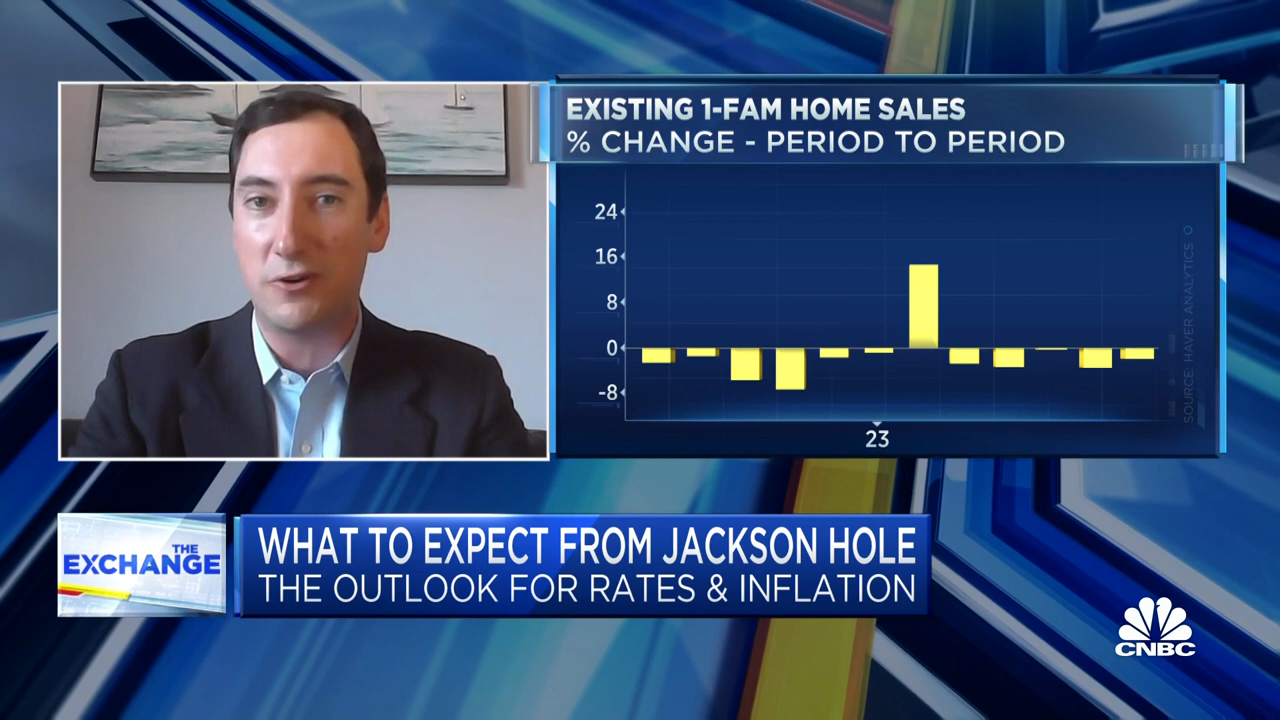 EXISTING 1-FAM HOME SALES
% CHANGE - PERIOD TO PERIOD
24
16
8
0
-8
23
SOURCE: HAVER ANALYTICS
THE
EXCHANGE
WHAT TO EXPECT FROM JACKSON HOLE
THE OUTLOOK FOR RATES & INFLATION
CNBC